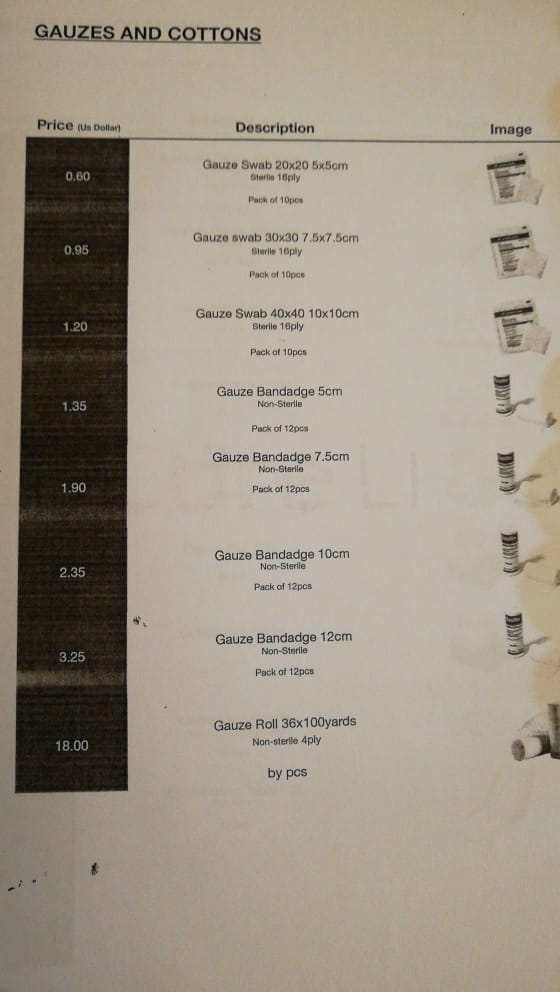 GAUZES AND COTTONS
Price (Us Dollar) Description Image
0.60
Gauze Swab 20x20 5x5cm
Sterile 16ply
Pack of 10pcs
0.95
Gauze swab 30x30 7.5x7.5cm
Sterile 16ply
Pack of 10pcs
1.20
Gauze Swab 40x40 10x10cm
Sterile 16ply
Pack of 10pcs
1.35
Gauze Bandadge 5cm
Non-Sterile
Pack of 12pcs
1.90
Gauze Bandadge 7.5cm
Non-Sterile
Pack of 12pcs
2.35
Gauze Bandadge 10cm
Non-Sterile
Pack of 12pcs
3.25
Gauze Bandadge 12cm
Non-Sterile
Pack of 12pcs
18.00
Gauze Roll 36x100yards
Non-sterile 4ply
by pcs